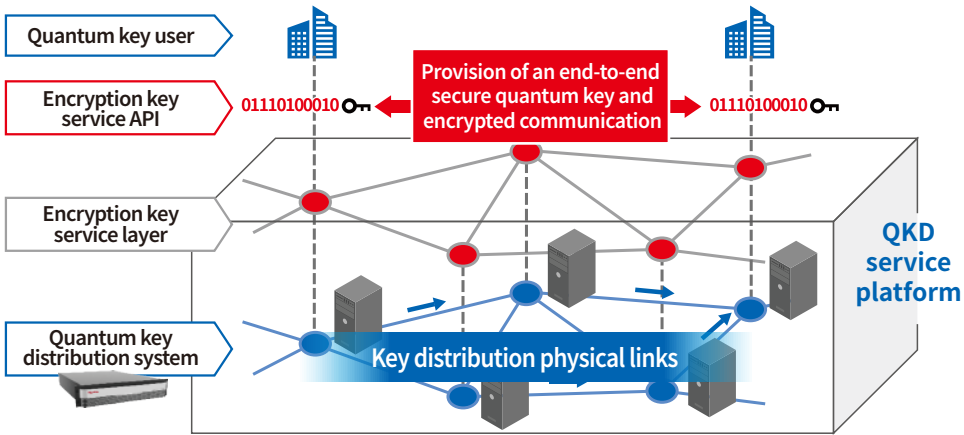 Quantum key user
Encryption key
service API
01110100010
Provision of an end-to-end
secure quantum key and
encrypted communication
01110100010
Encryption key
service layer
QKD
service
platform
Quantum key
distribution system
Key distribution physical links